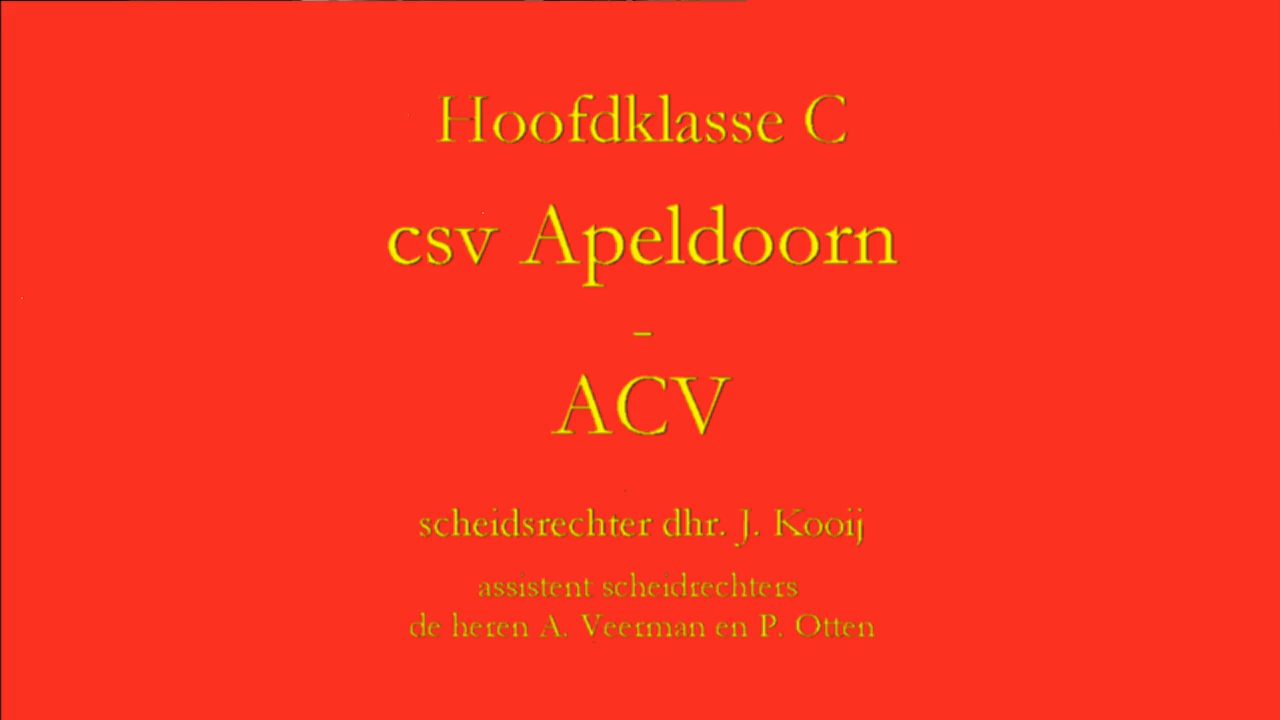 Hoofdklasse C
csv Apeldoorn
-
ACV
scheidsrechter dhr. J. Kooij
assistent scheidrechters
de heren A. Veerman en P. Otten